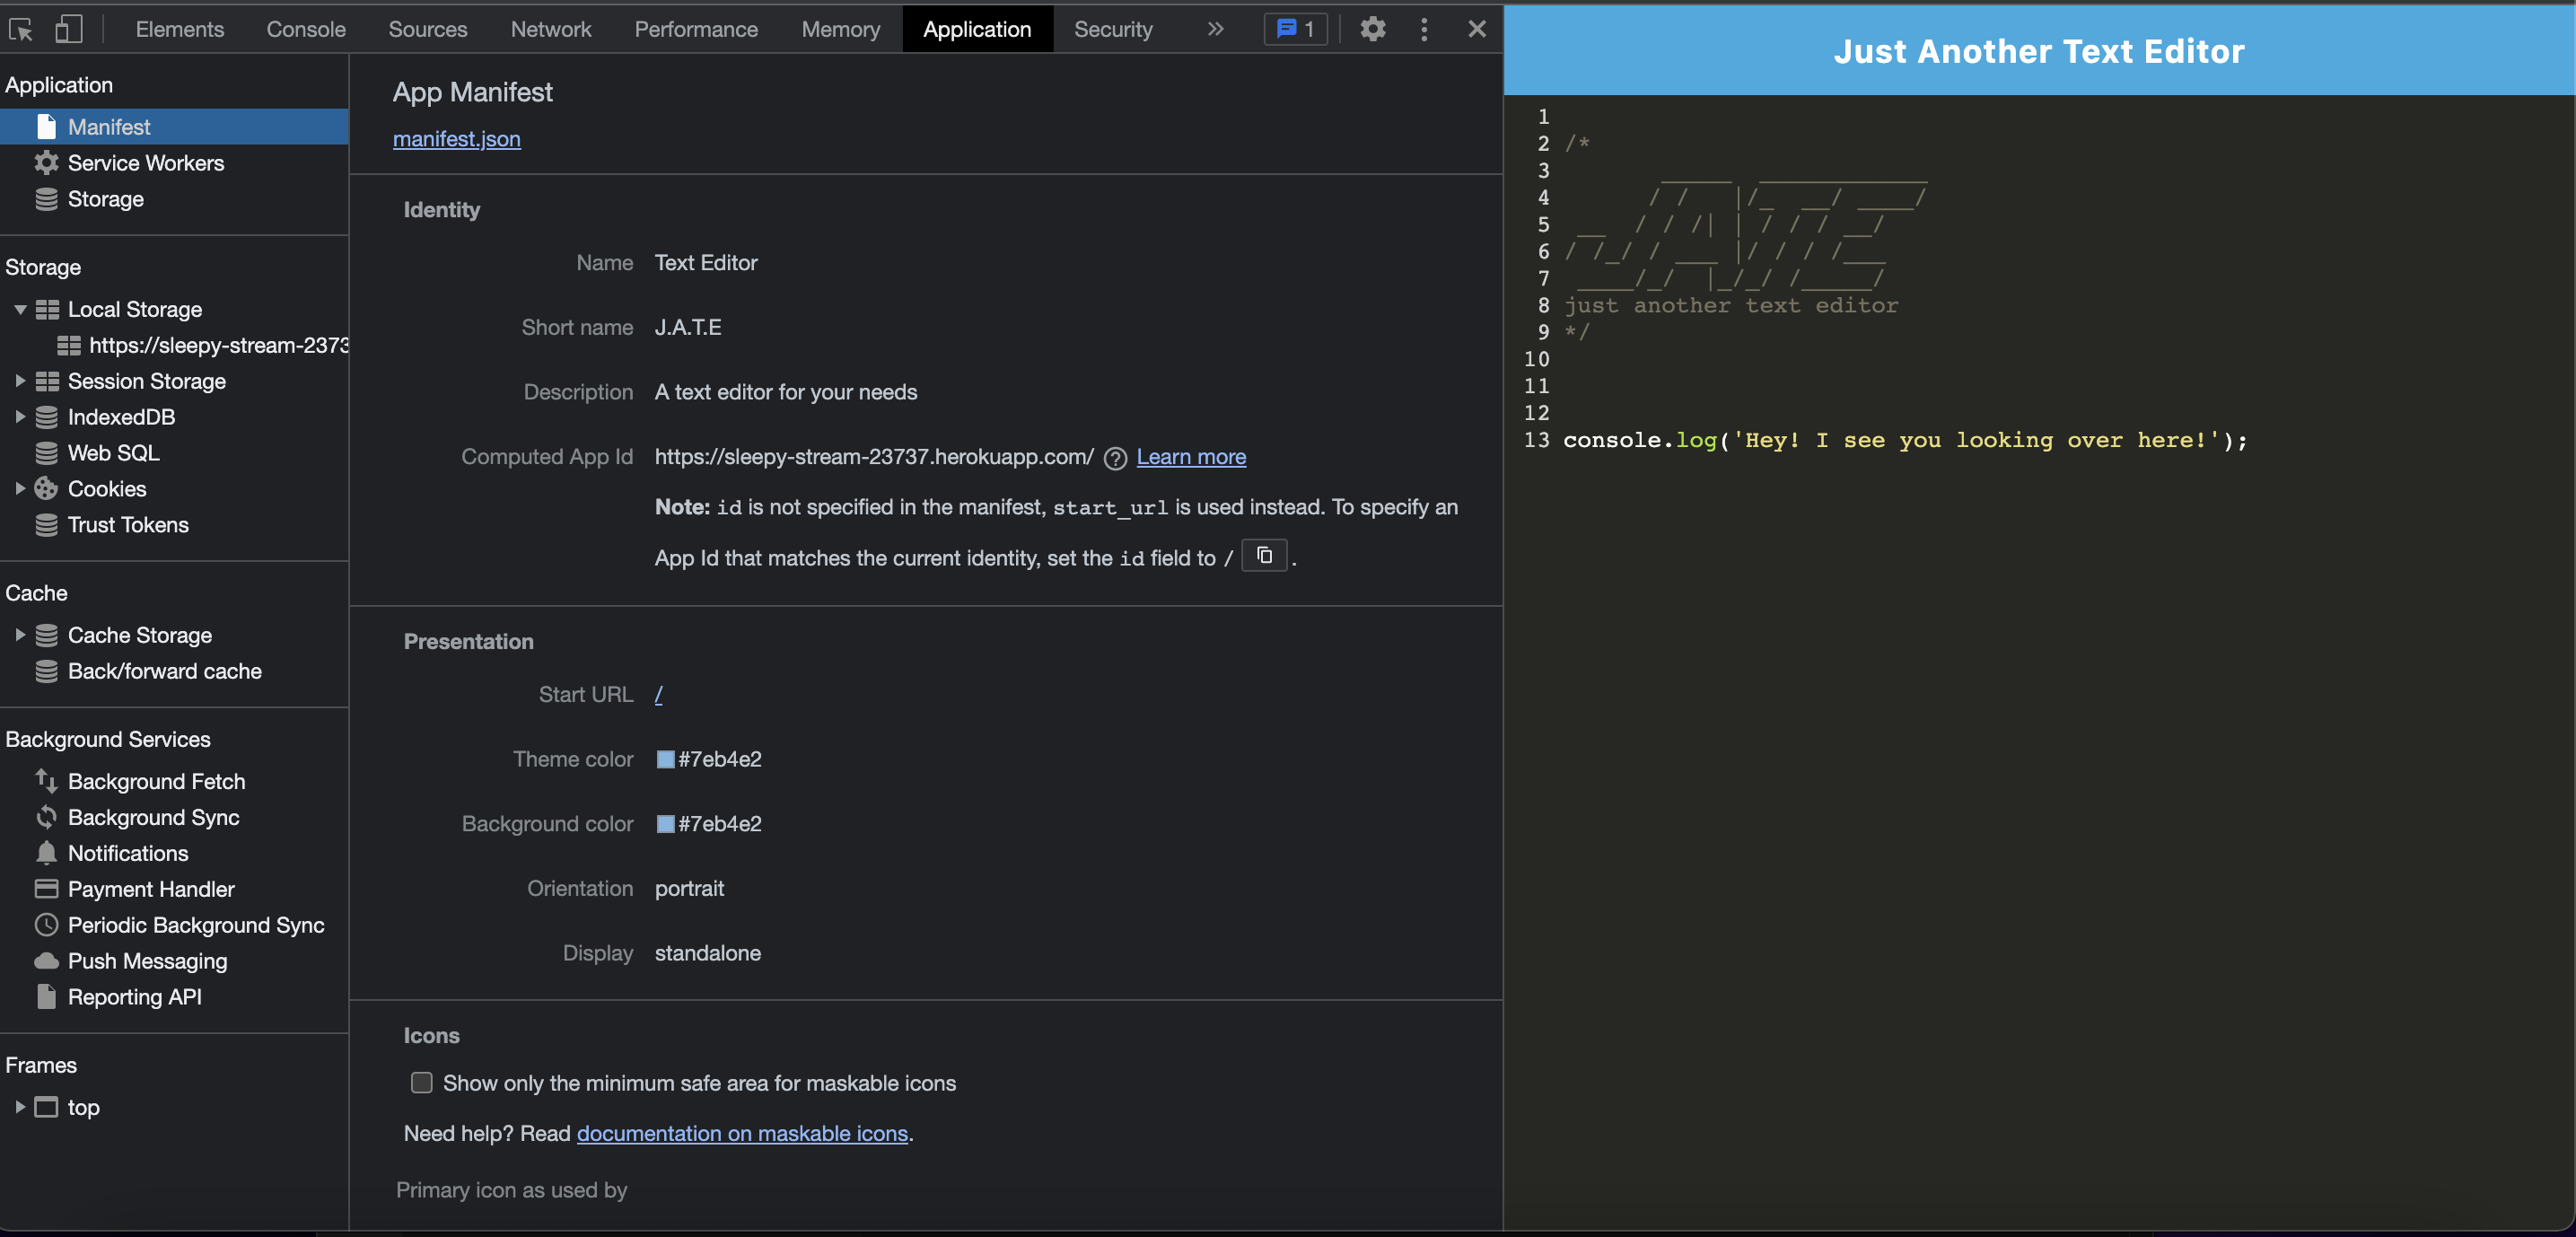 Elements Console Sources Network Performance Memory Application Security » 1
Application
Manifest
Service Workers
Storage
Storage
Local Storage
https://sleepy-stream-2373
Session Storage
IndexedDB
Web SQL
Cookies
Trust Tokens
Cache
Cache Storage
Back/forward cache
Background Services
Background Fetch
Background Sync
Notifications
Payment Handler
Periodic Background Sync
Push Messaging
Reporting API
Frames
top
App Manifest
manifest.json
Identity
Name Text Editor
Short name J.A.T.E
Description A text editor for your needs
Computed App Id https://sleepy-stream-23737.herokuapp.com/ Learn more
Note: id is not specified in the manifest, start_url is used instead. To specify an
App Id that matches the current identity, set the id field to / .
Presentation
Start URL /
Theme color #7eb4e2
Background color #7eb4e2
Orientation portrait
Display standalone
Icons
Show only the minimum safe area for maskable icons
Need help? Read documentation on maskable icons.
Primary icon as used by
Just Another Text Editor
1
2 /*
3        _____  ____________
4       / /   |/_  __/ ____/
5  __  / / /| | / / / __/
6 / /_/ / ___ |/ / / /___
7  ____/_/  |_/_/ /_____/
8 just another text editor
9 */
10
11
12
13 console.log('Hey! I see you looking over here!');